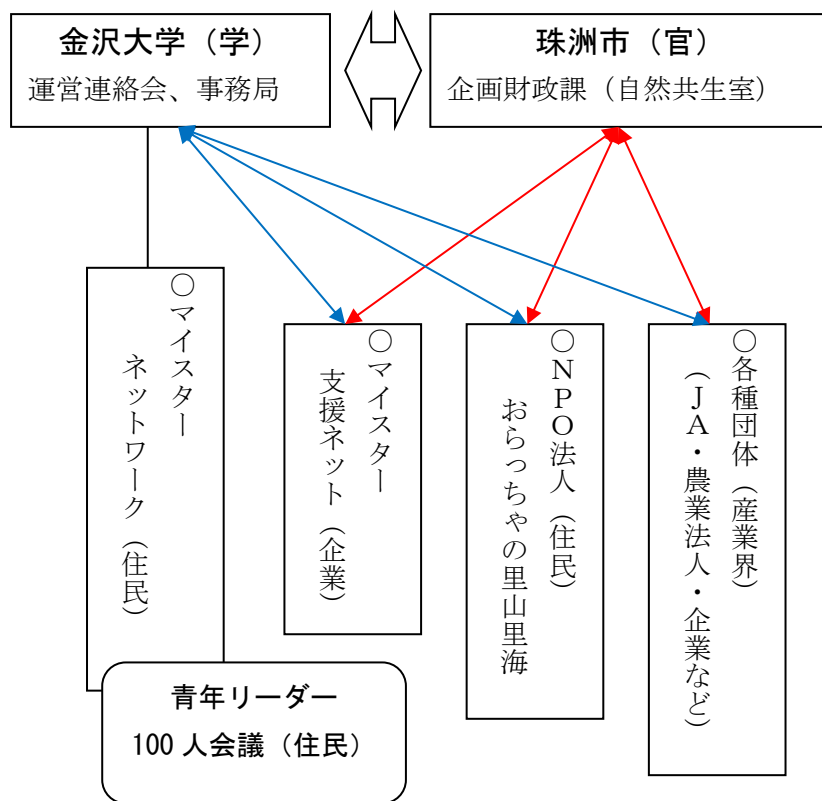 金沢大学（学）
運営連絡会、事務局
珠洲市（官）
企画財政課（自然共生室）
○マイスター
ネットワーク（住民）
○マイスター
支援ネット（企業）
○ＮＰＯ法人（住民）
おらっちゃの里山里海
○各種団体（産業界）
（ＪＡ・農業法人・企業など）
青年リーダー
100人会議（住民）